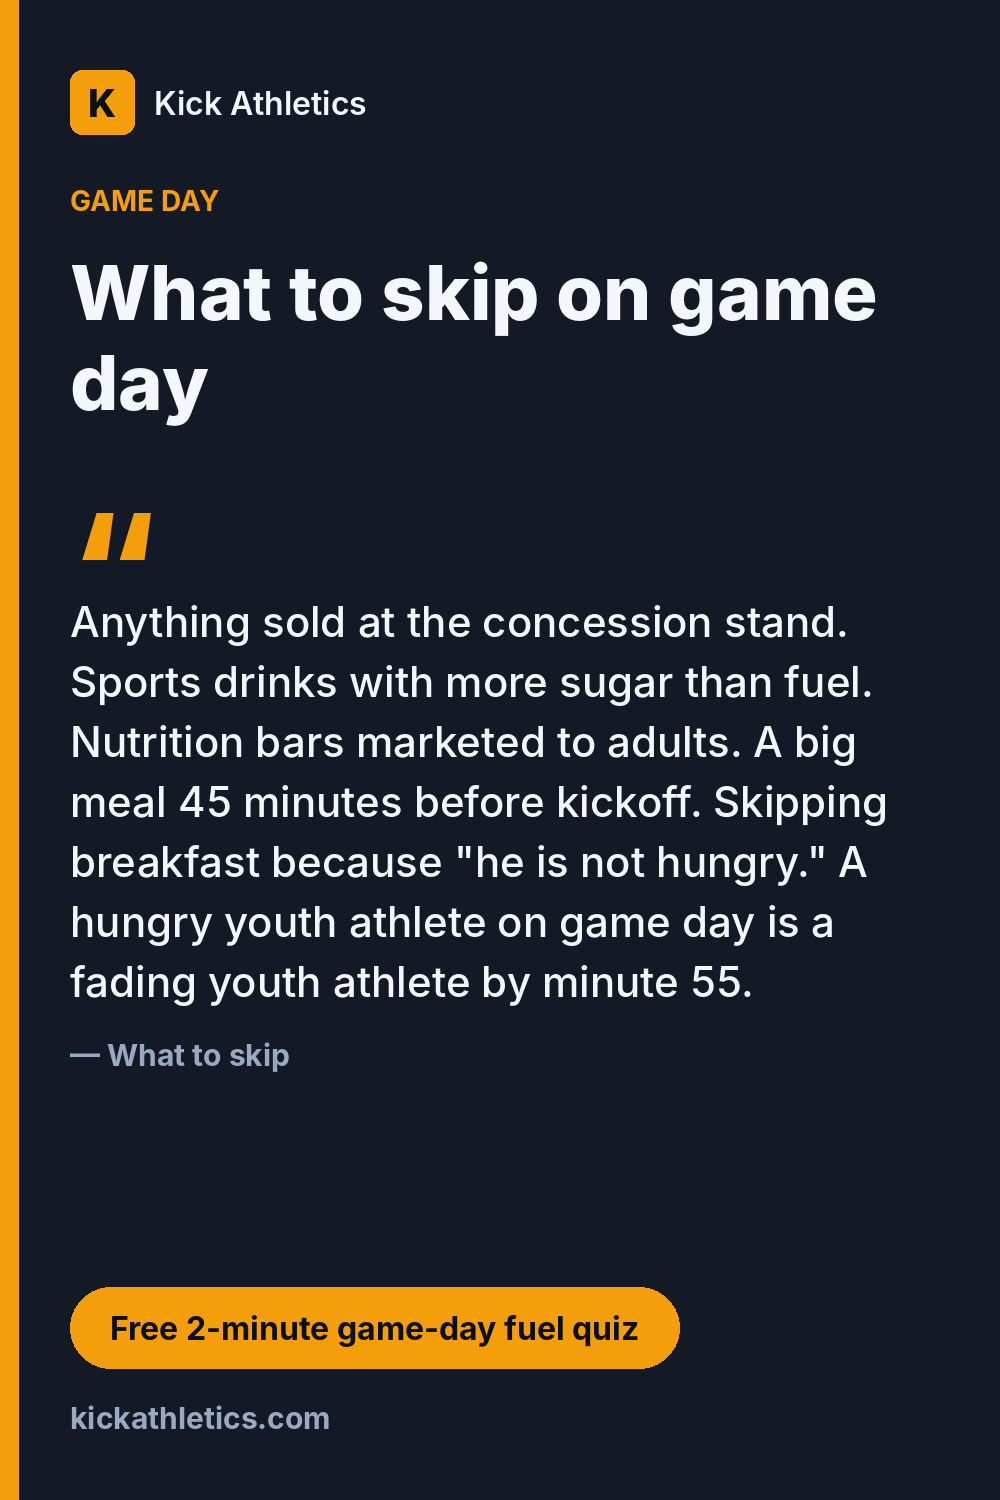 K
Kick Athletics
GAME DAY
What to skip on game
day
"
Anything sold at the concession stand.
Sports drinks with more sugar than fuel.
Nutrition bars marketed to adults. A big
meal 45 minutes before kickoff. Skipping
breakfast because "he is not hungry." A
hungry youth athlete on game day is a
fading youth athlete by minute 55.
— What to skip
Free 2-minute game-day fuel quiz
kickathletics.com